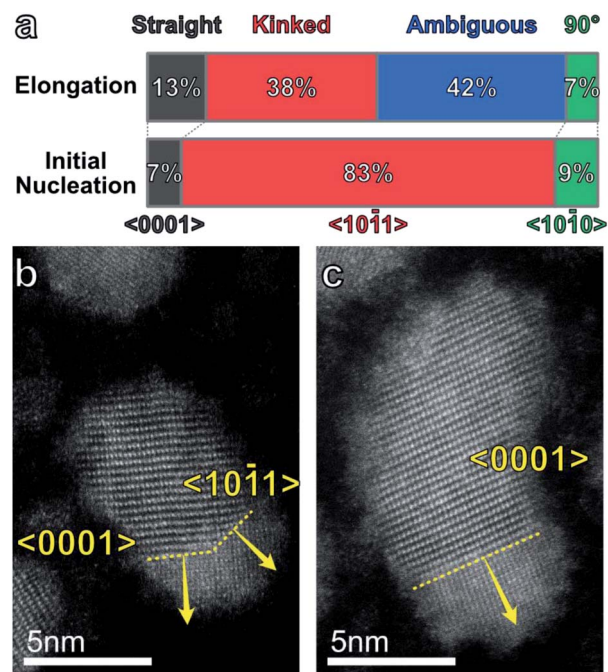 a Straight Kinked Ambiguous 90°
Elongation 13% 38% 42% 7%
Initial
Nucleation 7% 83% 9%
<0001> <101̄1> <101̄0>
b
<101̄1>
<0001>
5nm
c
<0001>
5nm